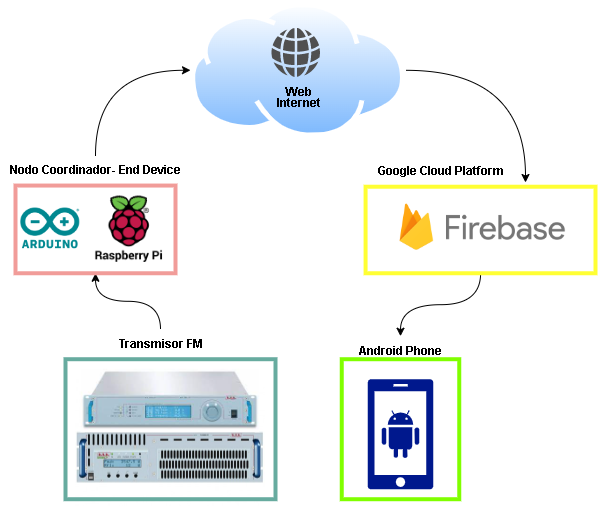 Web
Internet
Nodo Coordinador- End Device
Google Cloud Platform
ARDUINO
Raspberry Pi
Firebase
Transmisor FM
Android Phone